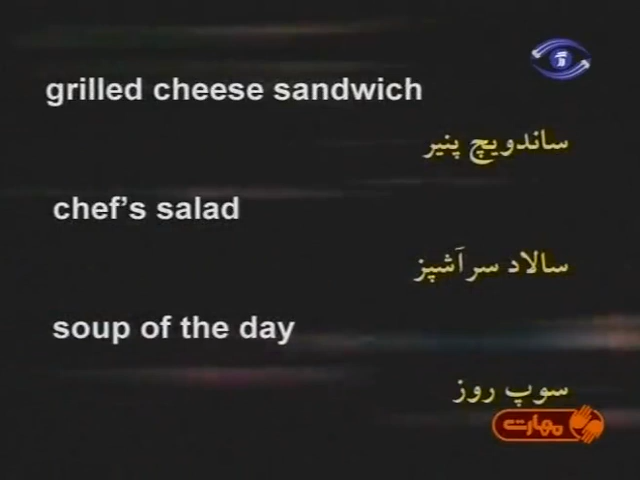 grilled cheese sandwich
ساندویچ پنیر
chef's salad
سالاد سرآشپز
soup of the day
سوپ روز
مهارت